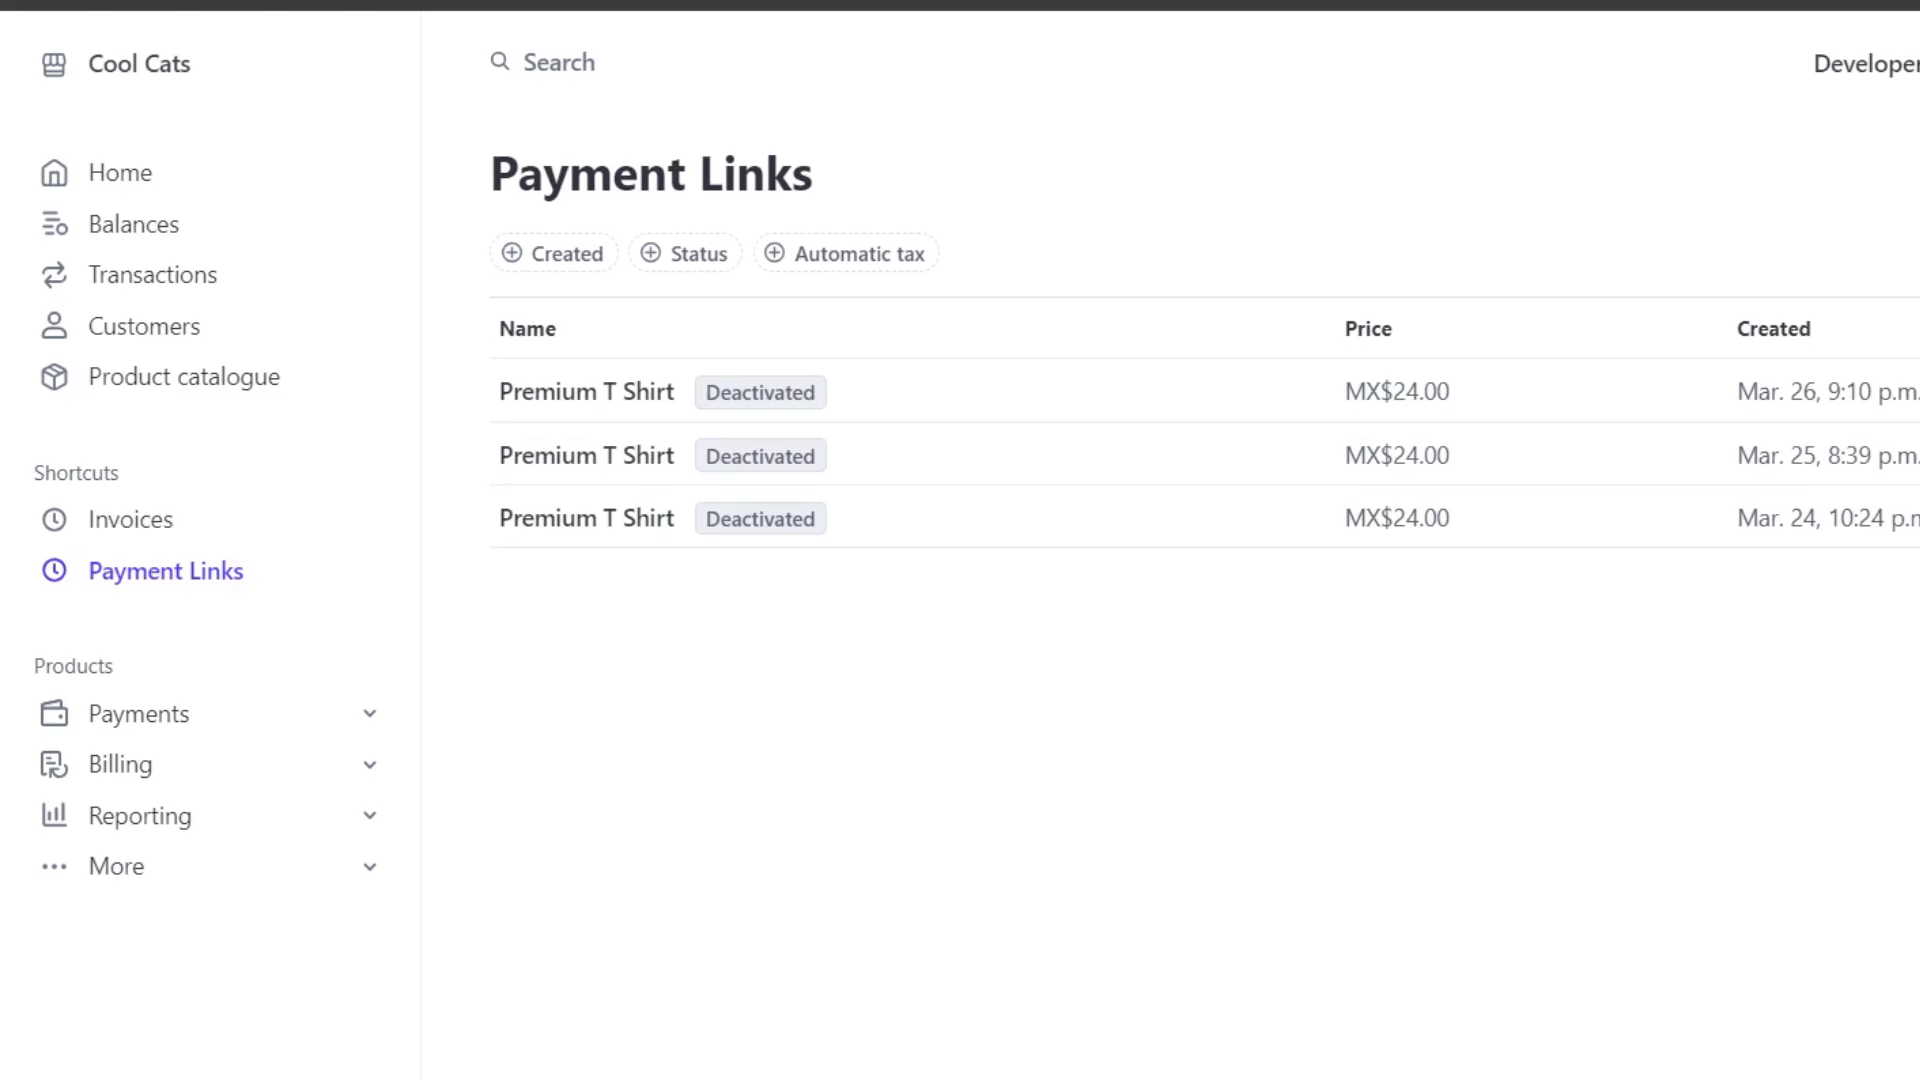 Cool Cats
Search
Developer
Home
Balances
Transactions
Customers
Product catalogue
Shortcuts
Invoices
Payment Links
Products
Payments
Billing
Reporting
More
Payment Links
Created Status Automatic tax
Name Price Created
Premium T Shirt Deactivated MX$24.00 Mar. 26, 9:10 p.m.
Premium T Shirt Deactivated MX$24.00 Mar. 25, 8:39 p.m.
Premium T Shirt Deactivated MX$24.00 Mar. 24, 10:24 p.m